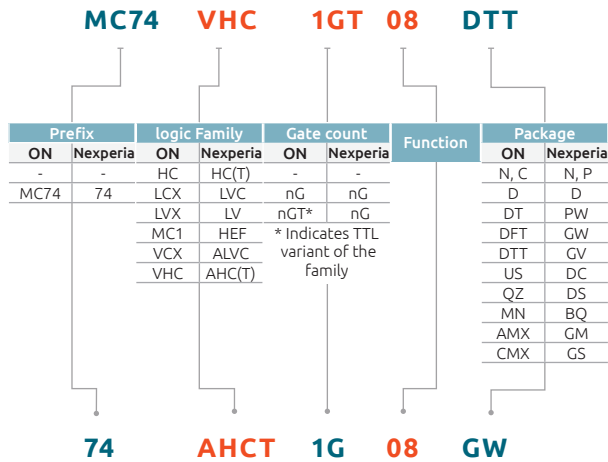 MC74 VHC 1GT 08 DTT
Prefix logic Family Gate count Function Package
ON Nexperia ON Nexperia ON Nexperia ON Nexperia
- - HC HC(T) - - N, C N, P
MC74 74 LCX LVC nG nG D D
LVX LV nGT* nG DT PW
MC1 HEF * Indicates TTL DFT GW
VCX ALVC variant of the DTT GV
VHC AHC(T) family US DC
QZ DS
MN BQ
AMX GM
CMX GS
74 AHCT 1G 08 GW